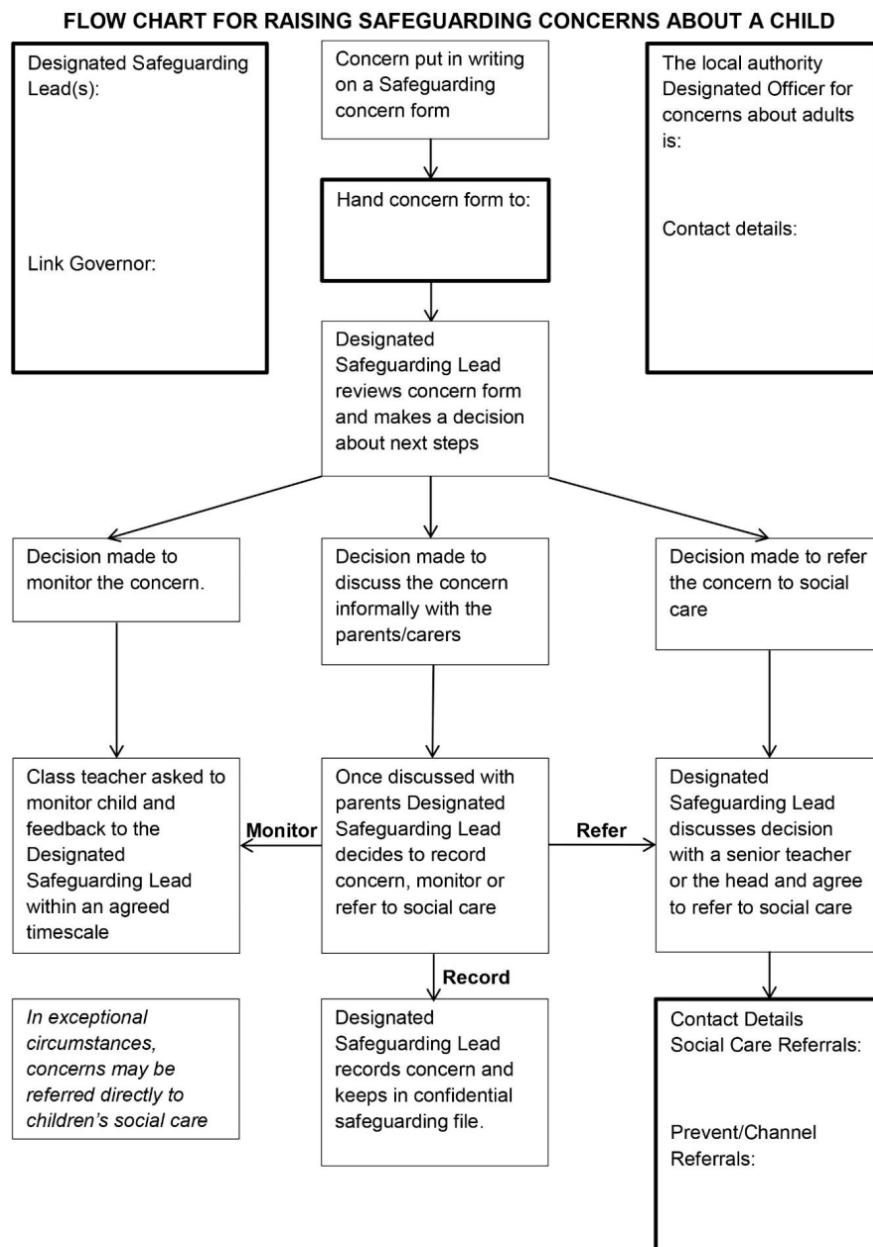 FLOW CHART FOR RAISING SAFEGUARDING CONCERNS ABOUT A CHILD
Designated Safeguarding
Lead(s):
Link Governor:
Concern put in writing
on a Safeguarding
concern form
The local authority
Designated Officer for
concerns about adults
is:
Contact details:
Hand concern form to:
Designated
Safeguarding Lead
reviews concern form
and makes a decision
about next steps
Decision made to
monitor the concern.
Decision made to
discuss the concern
informally with the
parents/carers
Decision made to refer
the concern to social
care
Class teacher asked to
monitor child and
feedback to the
Designated
Safeguarding Lead
within an agreed
timescale
Monitor
Once discussed with
parents Designated
Safeguarding Lead
decides to record
concern, monitor or
refer to social care
Refer
Designated
Safeguarding Lead
discusses decision
with a senior teacher
or the head and agree
to refer to social care
Record
In exceptional
circumstances,
concerns may be
referred directly to
children's social care
Designated
Safeguarding Lead
records concern and
keeps in confidential
safeguarding file.
Contact Details
Social Care Referrals:
Prevent/Channel
Referrals: